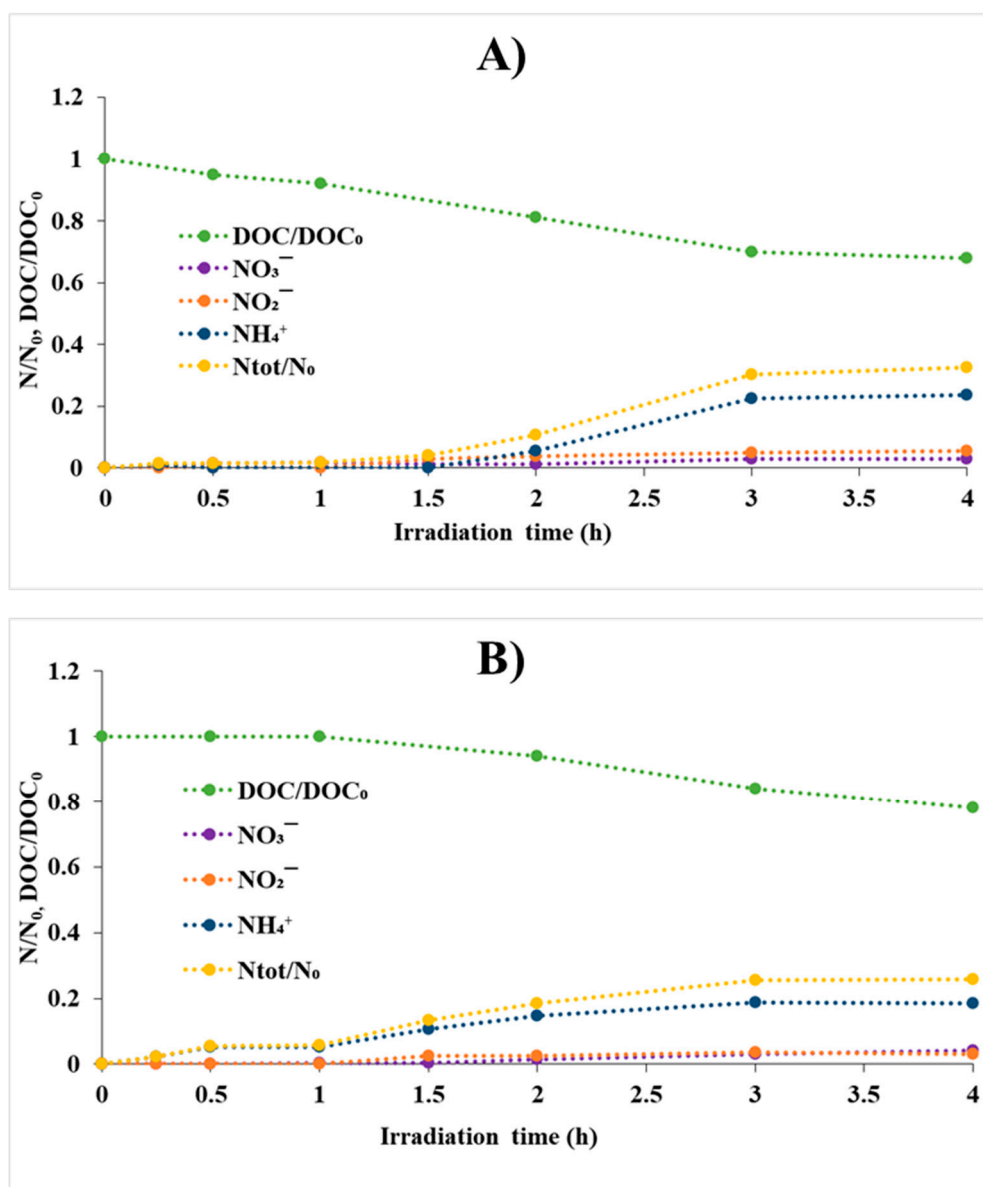 A)
1.2
1
0.8
0.6
0.4
0.2
0
N/N₀, DOC/DOC₀
DOC/DOC₀
NO₃⁻
NO₂⁻
NH₄⁺
Ntot/N₀
0 0.5 1 1.5 2 2.5 3 3.5 4
Irradiation time (h)
B)
1.2
1
0.8
0.6
0.4
0.2
0
N/N₀, DOC/DOC₀
DOC/DOC₀
NO₃⁻
NO₂⁻
NH₄⁺
Ntot/N₀
0 0.5 1 1.5 2 2.5 3 3.5 4
Irradiation time (h)